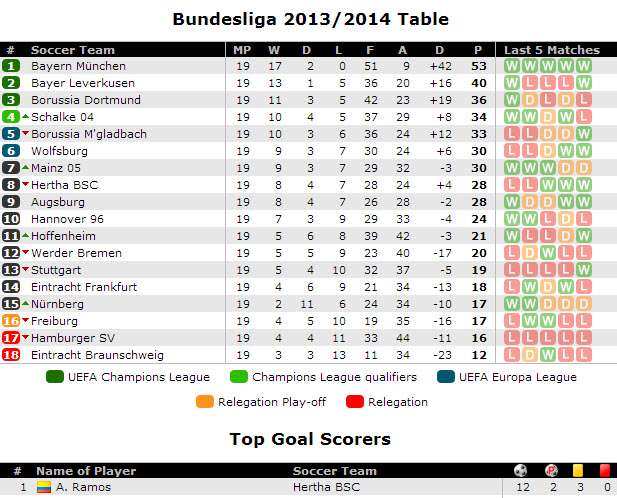 Bundesliga 2013/2014 Table
# Soccer Team MP W D L F A D P Last 5 Matches
1 Bayern München 19 17 2 0 51 9 +42 53 W W W W W
2 Bayer Leverkusen 19 13 1 5 36 20 +16 40 W L L L W
3 Borussia Dortmund 19 11 3 5 42 23 +19 36 W D L D L
4 Schalke 04 19 10 4 5 37 29 +8 34 W W D W W
5 Borussia M'gladbach 19 10 3 6 36 24 +12 33 L L D D W
6 Wolfsburg 19 9 3 7 30 24 +6 30 L L D W W
7 Mainz 05 19 9 3 7 29 32 -3 30 W W W D D
8 Hertha BSC 19 8 4 7 28 24 +4 28 L L W W W
9 Augsburg 19 8 4 7 26 28 -2 28 W D D W W
10 Hannover 96 19 7 3 9 29 33 -4 24 W W L D L
11 Hoffenheim 19 5 6 8 39 42 -3 21 W L L D W
12 Werder Bremen 19 5 5 9 23 40 -17 20 L D W L L
13 Stuttgart 19 5 4 10 32 37 -5 19 L L L L W
14 Eintracht Frankfurt 19 4 6 9 21 34 -13 18 L W D W L
15 Nürnberg 19 2 11 6 24 34 -10 17 W W D D D
16 Freiburg 19 4 5 10 19 35 -16 17 L W W L L
17 Hamburger SV 19 4 4 11 33 44 -11 16 L L L L L
18 Eintracht Braunschweig 19 3 3 13 11 34 -23 12 L D W L L
UEFA Champions League Champions League qualifiers UEFA Europa League
Relegation Play-off Relegation
Top Goal Scorers
# Name of Player Soccer Team P
1 A. Ramos Hertha BSC 12 2 3 0